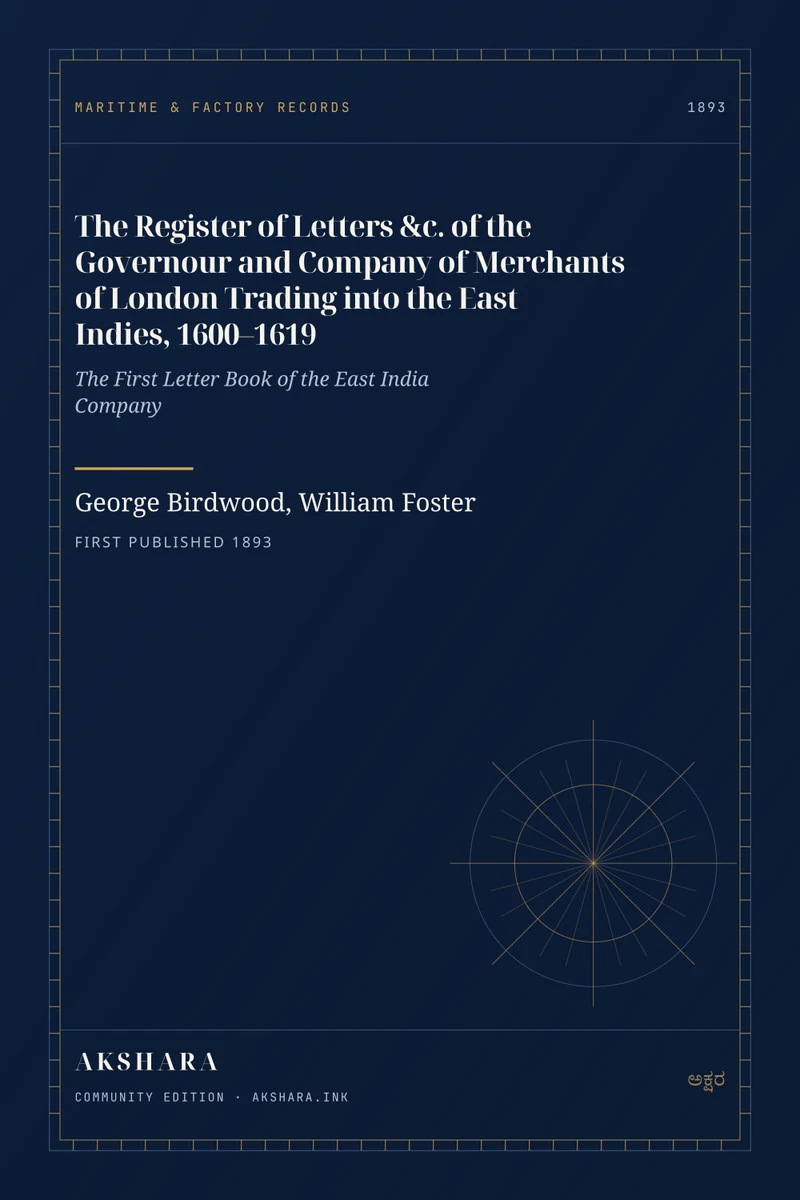 MARITIME & FACTORY RECORDS
1893
The Register of Letters &c. of the
Governour and Company of Merchants
of London Trading into the East
Indies, 1600–1619
The First Letter Book of the East India
Company
George Birdwood, William Foster
FIRST PUBLISHED 1893
AKSHARA
COMMUNITY EDITION · AKSHARA.INK
ಅಕ್ಷರ